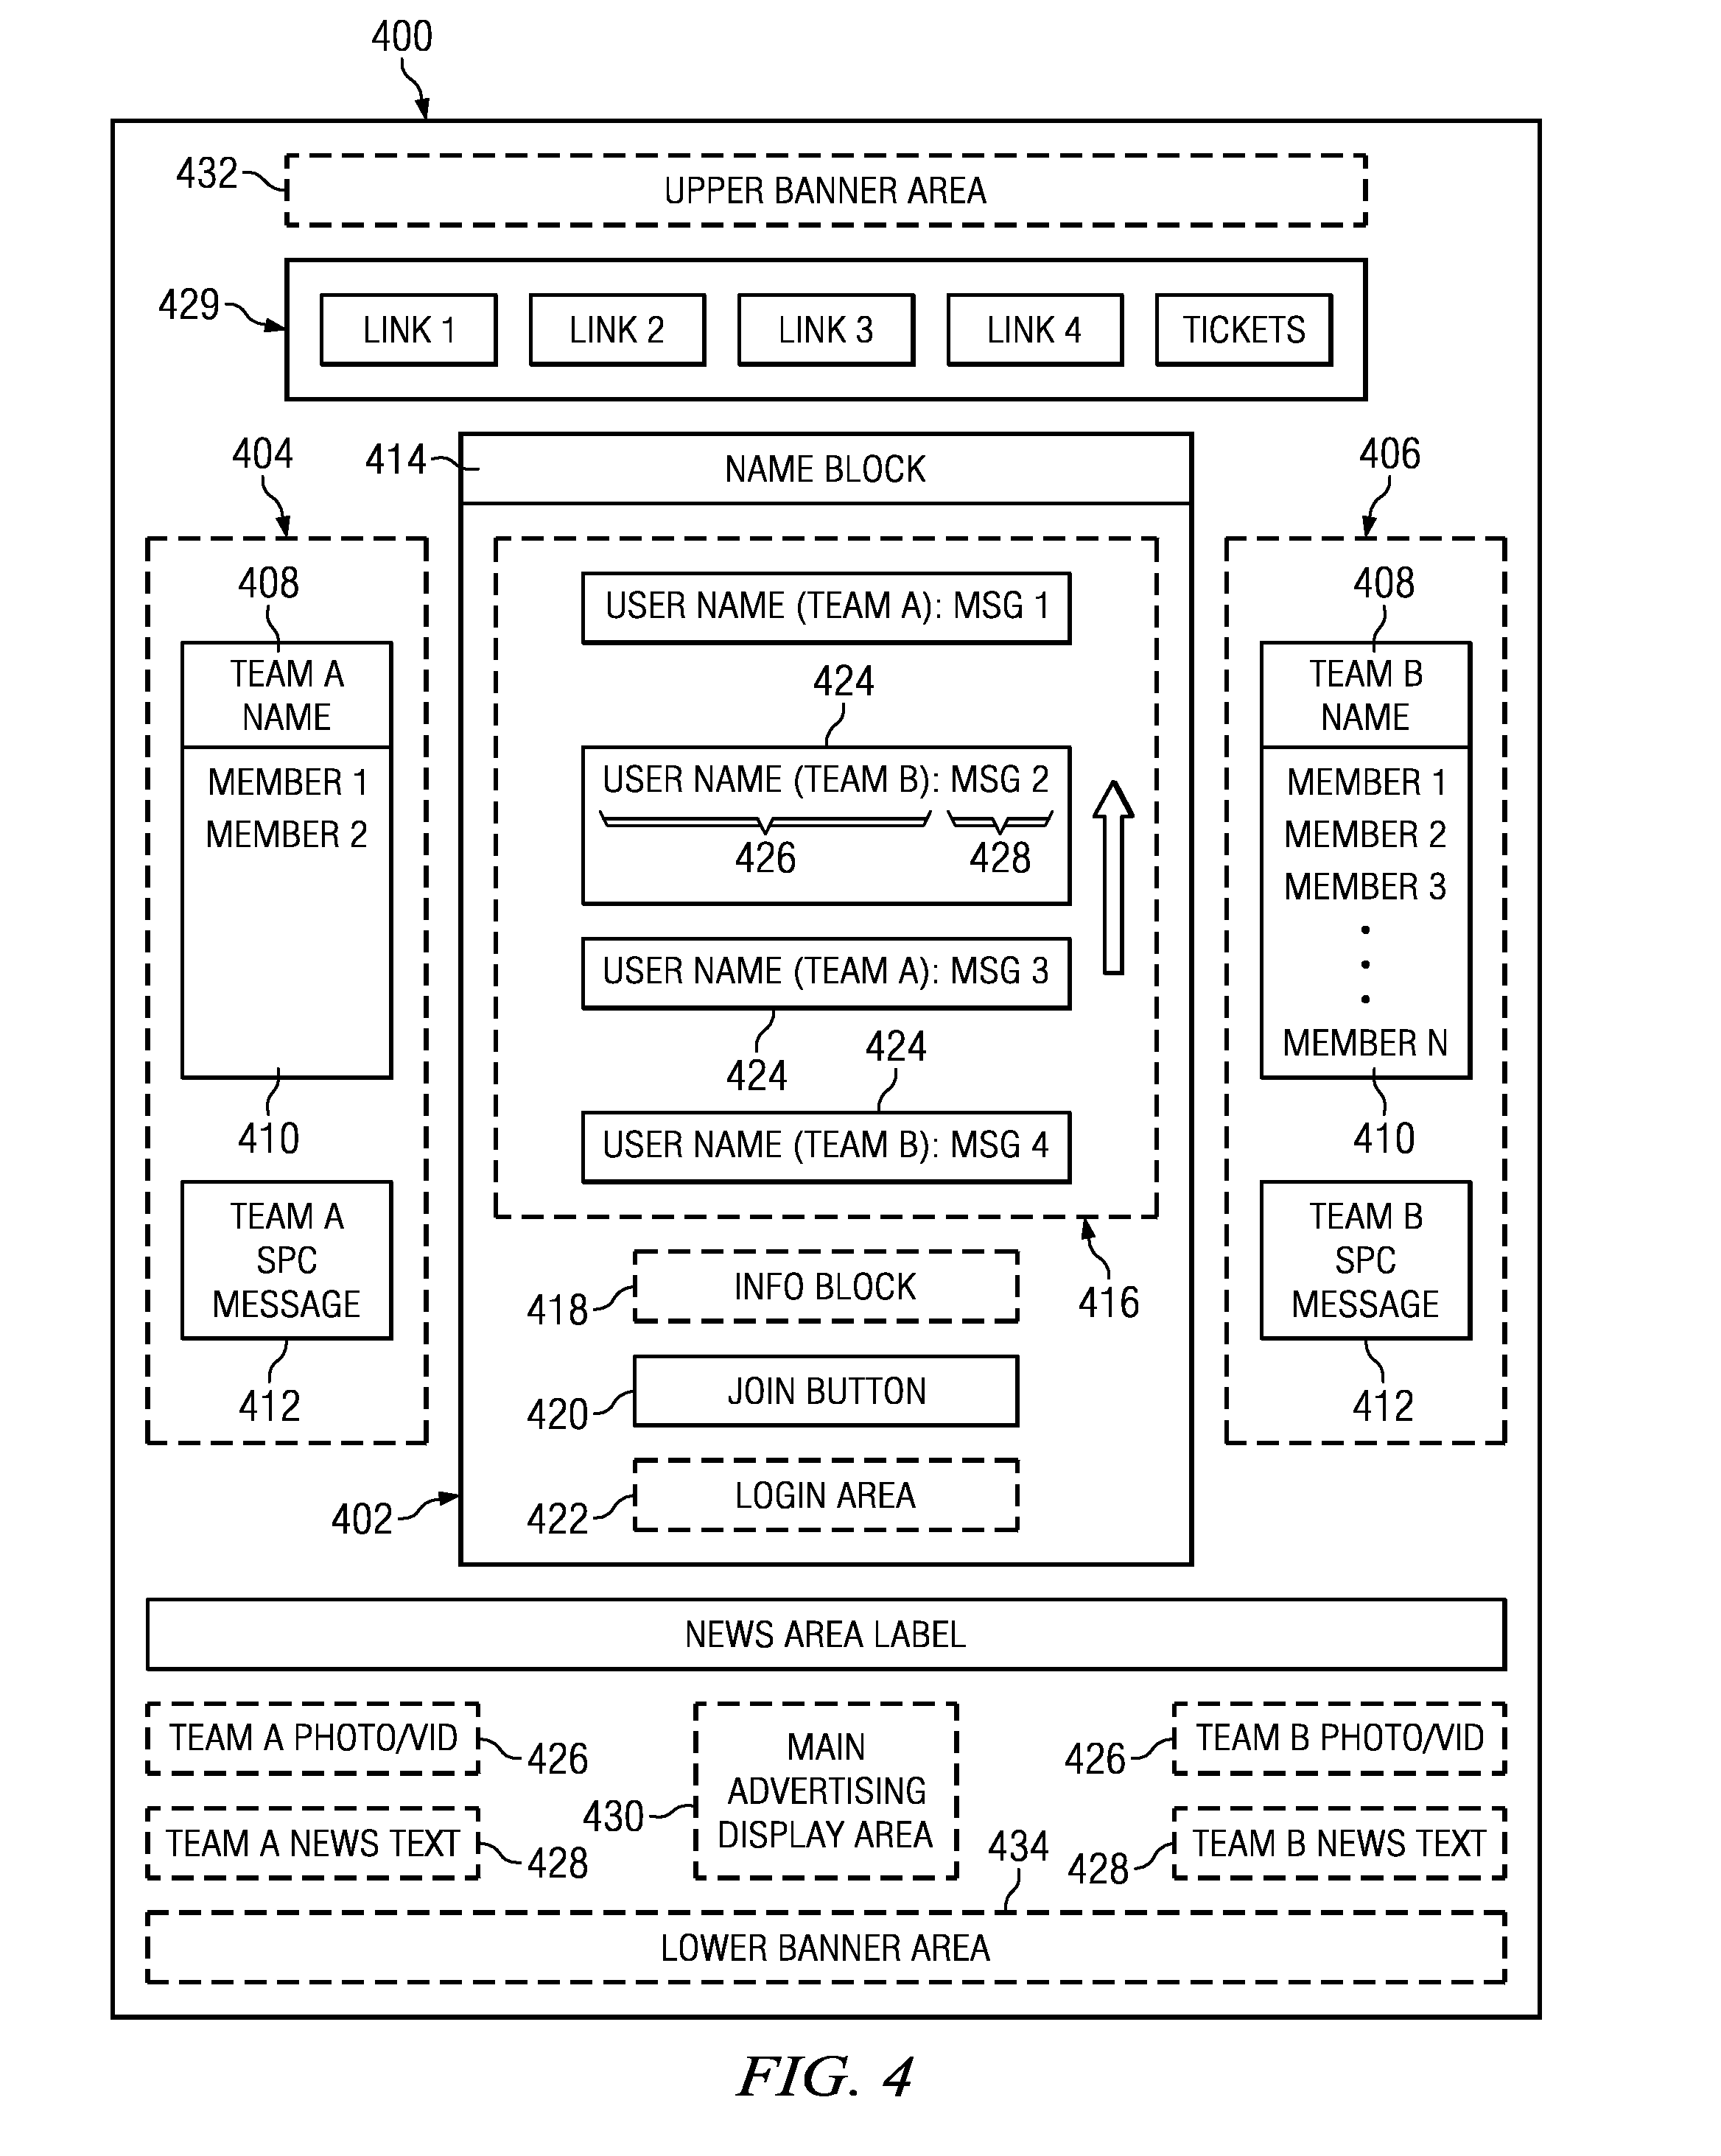 400
432
UPPER BANNER AREA
429
LINK 1
LINK 2
LINK 3
LINK 4
TICKETS
404
414
NAME BLOCK
406
408
TEAM A
NAME
MEMBER 1
MEMBER 2
410
TEAM A
SPC
MESSAGE
412
USER NAME (TEAM A): MSG 1
424
USER NAME (TEAM B): MSG 2
426
428
USER NAME (TEAM A): MSG 3
424
424
USER NAME (TEAM B): MSG 4
416
418
INFO BLOCK
420
JOIN BUTTON
402
422
LOGIN AREA
408
TEAM B
NAME
MEMBER 1
MEMBER 2
MEMBER 3
MEMBER N
410
TEAM B
SPC
MESSAGE
412
NEWS AREA LABEL
TEAM A PHOTO/VID
426
TEAM A NEWS TEXT
428
430
MAIN
ADVERTISING
DISPLAY AREA
434
426
TEAM B PHOTO/VID
428
TEAM B NEWS TEXT
LOWER BANNER AREA
FIG. 4